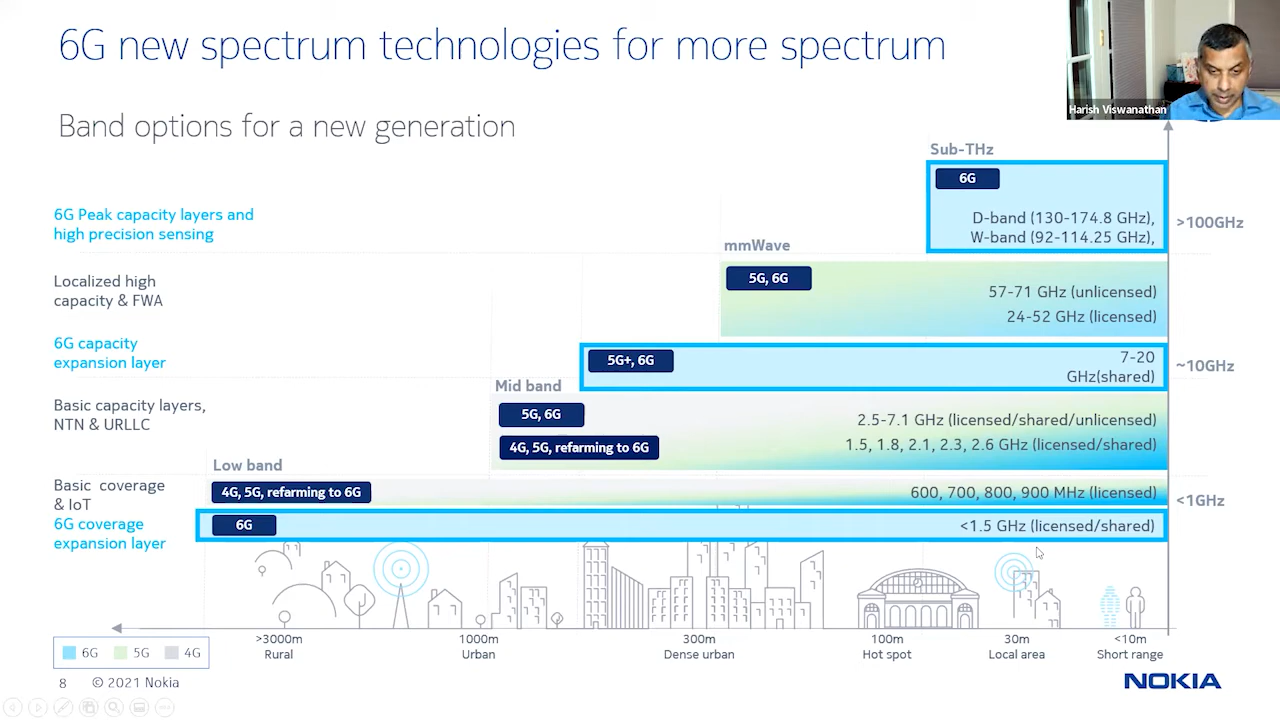 6G new spectrum technologies for more spectrum
Harish Viswanathan
Band options for a new generation
Sub-THz
6G
6G Peak capacity layers and
high precision sensing
D-band (130-174.8 GHz),
W-band (92-114.25 GHz),
>100GHz
mmWave
Localized high
capacity & FWA
5G, 6G
57-71 GHz (unlicensed)
24-52 GHz (licensed)
6G capacity
expansion layer
5G+, 6G
7-20
GHz(shared)
~10GHz
Mid band
Basic capacity layers,
NTN & URLLC
5G, 6G
2.5-7.1 GHz (licensed/shared/unlicensed)
4G, 5G, refarming to 6G
1.5, 1.8, 2.1, 2.3, 2.6 GHz (licensed/shared)
Low band
Basic coverage
& IoT
4G, 5G, refarming to 6G
600, 700, 800, 900 MHz (licensed)
<1GHz
6G coverage
expansion layer
6G
<1.5 GHz (licensed/shared)
>3000m
Rural
1000m
Urban
300m
Dense urban
100m
Hot spot
30m
Local area
<10m
Short range
6G
5G
4G
8
© 2021 Nokia
NOKIA